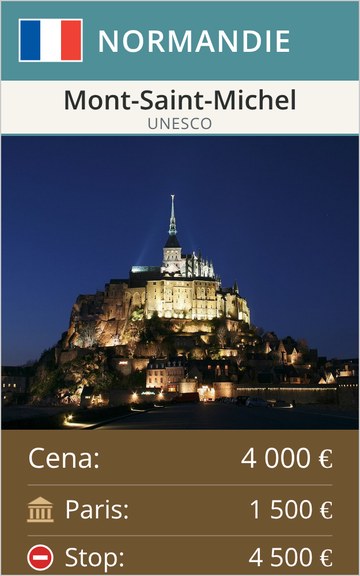 NORMANDIE
Mont-Saint-Michel
UNESCO
Cena: 4 000 €
Paris: 1 500 €
Stop: 4 500 €